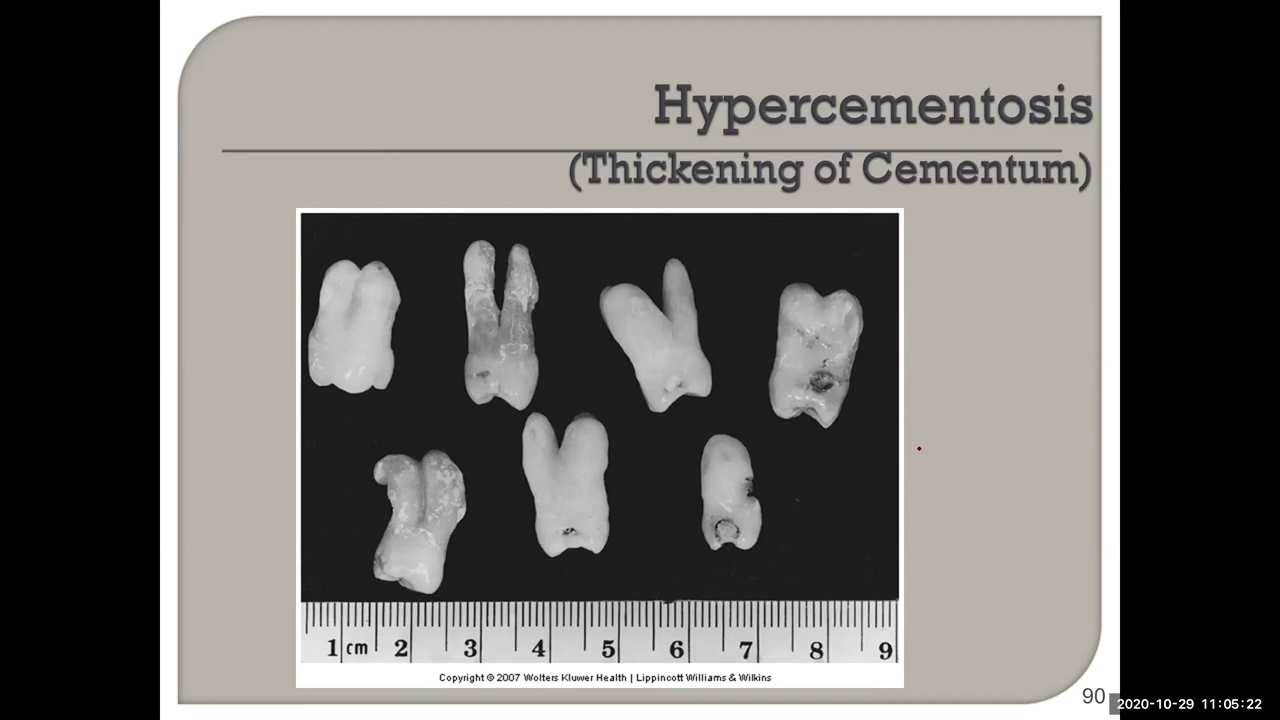 Hypercementosis
(Thickening of Cementum)
1 cm 2 3 4 5 6 7 8 9
Copyright © 2007 Wolters Kluwer Health | Lippincott Williams & Wilkins
90
2020-10-29 11:05:22